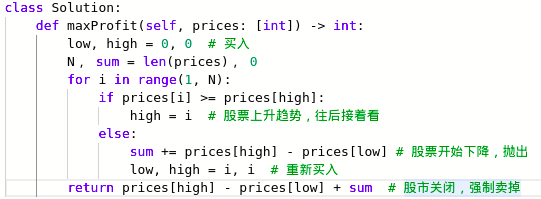 class Solution:
    def maxProfit(self, prices: [int]) -> int:
        low, high = 0, 0  # 买入
        N, sum = len(prices), 0
        for i in range(1, N):
            if prices[i] >= prices[high]:
                high = i  # 股票上升趋势，往后接着看
            else:
                sum += prices[high] - prices[low] # 股票开始下降，抛出
                low, high = i, i  # 重新买入
        return prices[high] - prices[low] + sum  # 股市关闭，强制卖掉